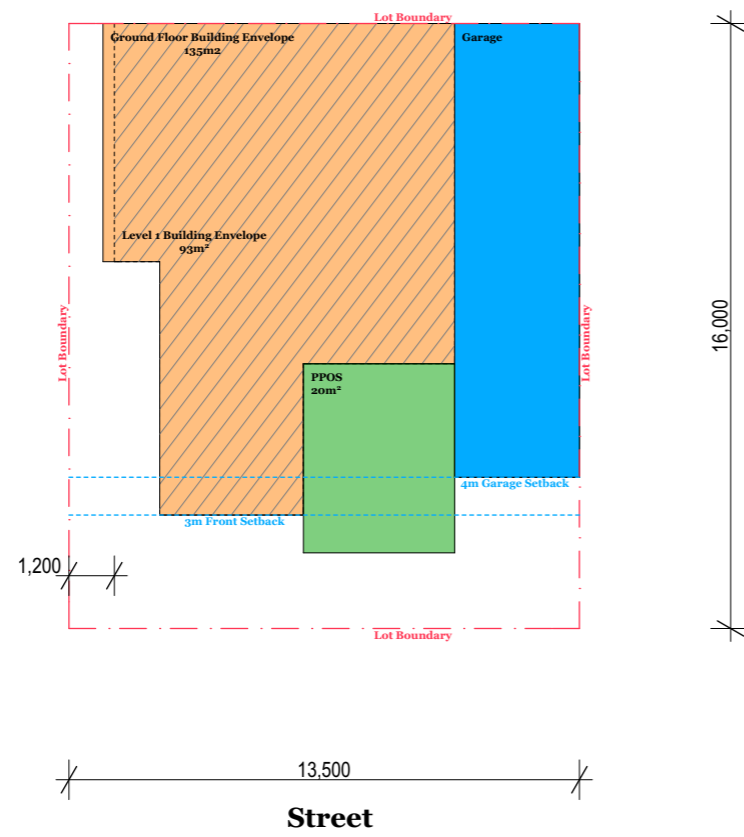 Lot Boundary
Ground Floor Building Envelope
135m2
Garage
Level 1 Building Envelope
93m²
Lot Boundary
Lot Boundary
16,000
PPOS
20m²
4m Garage Setback
3m Front Setback
1,200
Lot Boundary
13,500
Street